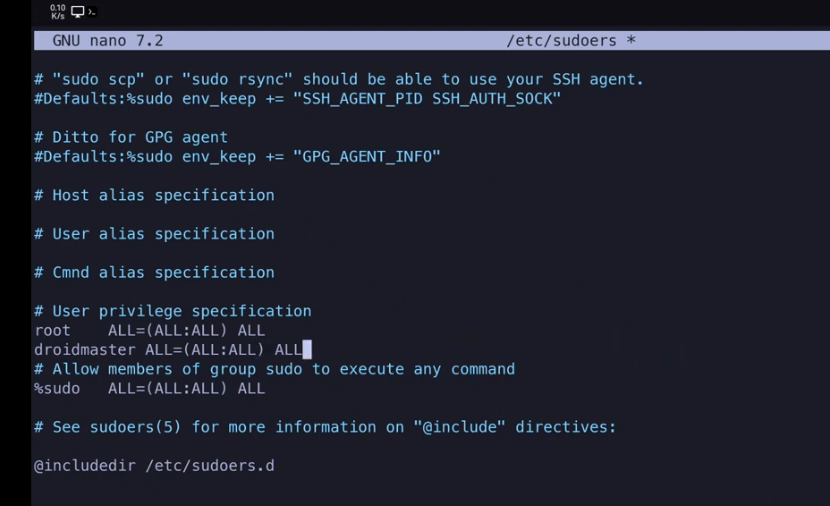 0.10
K/s
GNU nano 7.2 /etc/sudoers *
# "sudo scp" or "sudo rsync" should be able to use your SSH agent.
#Defaults:%sudo env_keep += "SSH_AGENT_PID SSH_AUTH_SOCK"
# Ditto for GPG agent
#Defaults:%sudo env_keep += "GPG_AGENT_INFO"
# Host alias specification
# User alias specification
# Cmnd alias specification
# User privilege specification
root    ALL=(ALL:ALL) ALL
droidmaster ALL=(ALL:ALL) ALL
# Allow members of group sudo to execute any command
%sudo   ALL=(ALL:ALL) ALL
# See sudoers(5) for more information on "@include" directives:
@includedir /etc/sudoers.d